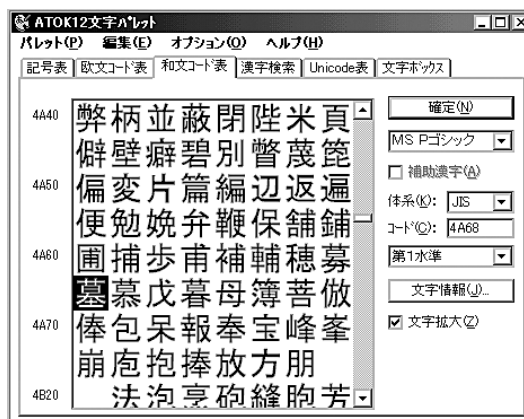 ATOK12文字パレット
パレット(P) 編集(E) オプション(O) ヘルプ(H)
記号表 欧文コード表 和文コード表 漢字検索 Unicode表 文字ボックス
4A40 弊柄並蔽閉陛米頁
僻壁癖碧別瞥蔑箆
4A50 偏変片篇編辺返遍
便勉娩弁鞭保舗鋪
4A60 圃捕歩甫補輔穂募
墓慕戊暮母簿菩倣
4A70 俸包呆報奉宝峰峯
崩庖抱捧放方朋
4B20 法泡烹砲縫胞芳
確定(N)
MS Pゴシック
補助漢字(A)
体系(K): JIS
コード(C): 4A68
第1水準
文字情報(J)...
文字拡大(Z)